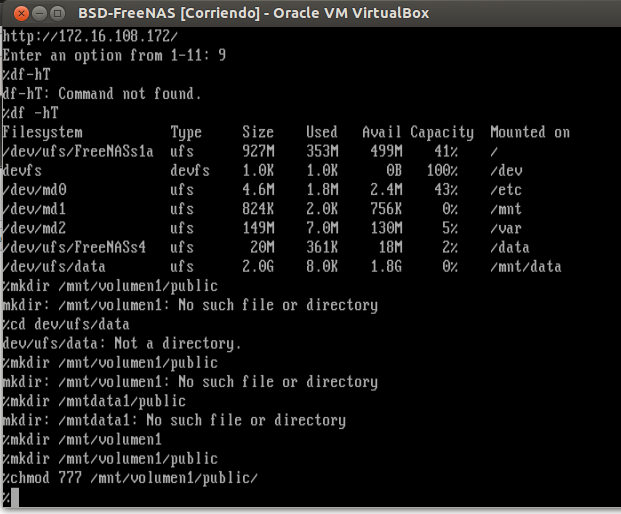 BSD-FreeNAS [Corriendo] - Oracle VM VirtualBox
http://172.16.108.172/
Enter an option from 1-11: 9
%df-hT
df-hT: Command not found.
%df -hT
Filesystem Type Size Used Avail Capacity Mounted on
/dev/ufs/FreeNASs1a ufs 927M 353M 499M 41% /
devfs devfs 1.0K 1.0K 0B 100% /dev
/dev/md0 ufs 4.6M 1.8M 2.4M 43% /etc
/dev/md1 ufs 824K 2.0K 756K 0% /mnt
/dev/md2 ufs 149M 7.0M 130M 5% /var
/dev/ufs/FreeNASs4 ufs 20M 361K 18M 2% /data
/dev/ufs/data ufs 2.0G 8.0K 1.8G 0% /mnt/data
%mkdir /mnt/volumen1/public
mkdir: /mnt/volumen1: No such file or directory
%cd dev/ufs/data
dev/ufs/data: Not a directory.
%mkdir /mnt/volumen1/public
mkdir: /mnt/volumen1: No such file or directory
%mkdir /mntdata1/public
mkdir: /mntdata1: No such file or directory
%mkdir /mnt/volumen1
%mkdir /mnt/volumen1/public
%chmod 777 /mnt/volumen1/public/
%